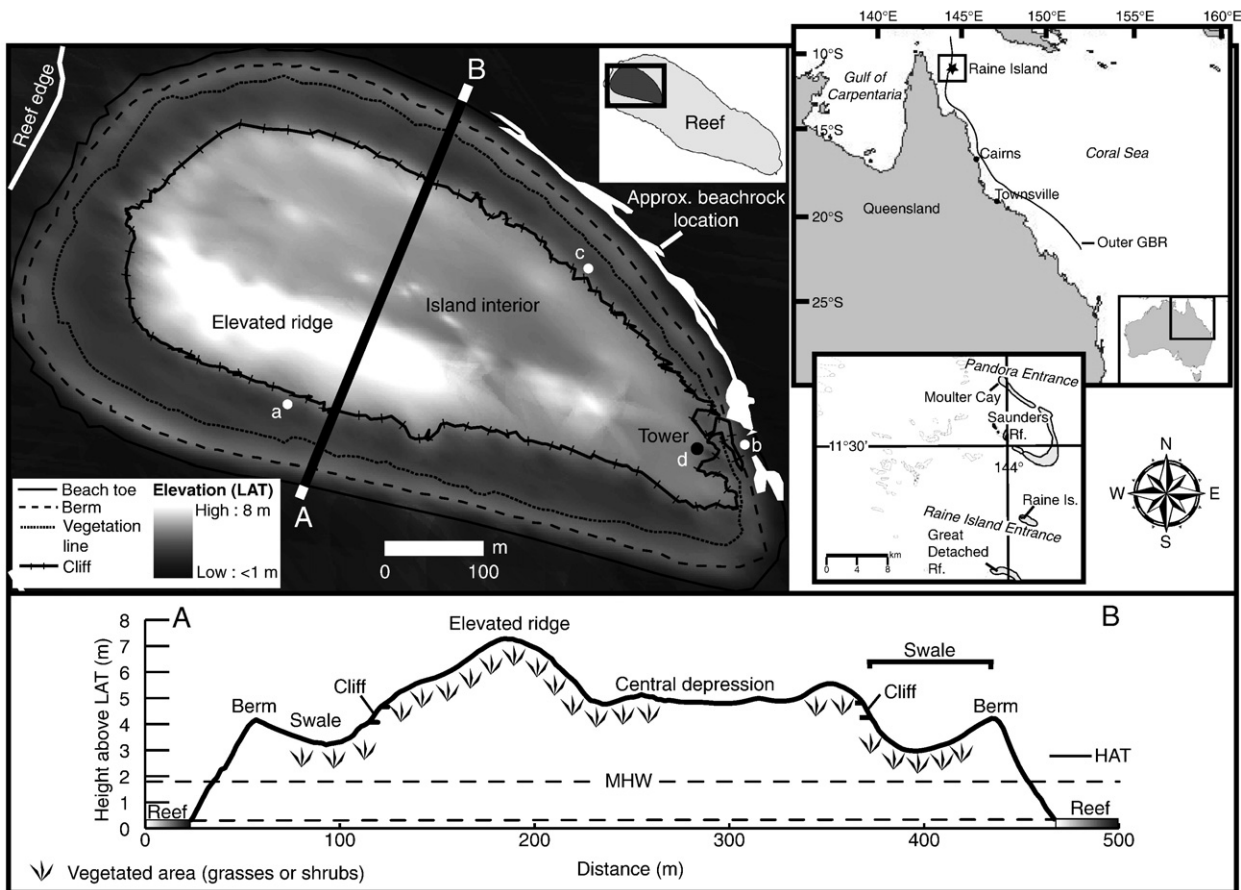 140°E 145°E 150°E 155°E 160°E
10°S
15°S
20°S
25°S
Gulf of
Carpentaria
Raine Island
Cairns
Coral Sea
Townsville
Queensland
Outer GBR
B
Reef edge
Reef
Approx. beachrock
location
c
Island interior
Elevated ridge
a
Tower
d
b
A
Beach toe
Berm
Vegetation
line
Cliff
Elevation (LAT)
High : 8 m
Low : <1 m
m
0 100
Pandora Entrance
Moulter Cay
Saunders
Rf.
11°30'
144°
Raine Is.
Raine Island Entrance
Great
Detached
Rf.
0 4 8
km
N
W E
S
A B
Height above LAT (m)
8
7
6
5
4
3
2
1
0
Elevated ridge
Swale
Cliff
Central depression
Cliff
Berm
Swale
Berm
HAT
MHW
Reef
Reef
0 100 200 300 400 500
Distance (m)
Vegetated area (grasses or shrubs)